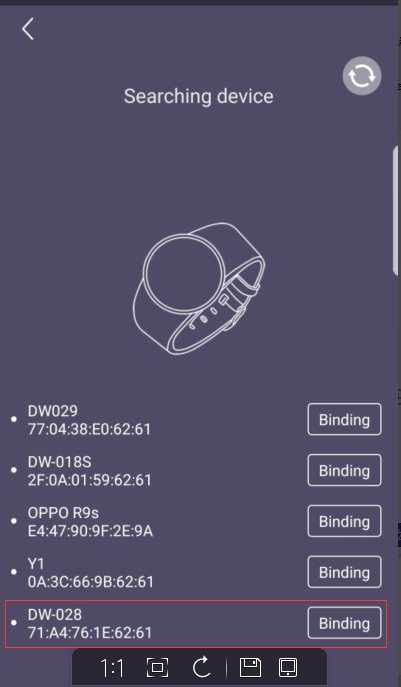 Searching device
DW029
77:04:38:E0:62:61
Binding
DW-018S
2F:0A:01:59:62:61
Binding
OPPO R9s
E4:47:90:9F:2E:9A
Binding
Y1
0A:3C:66:9B:62:61
Binding
DW-028
71:A4:76:1E:62:61
Binding
1:1